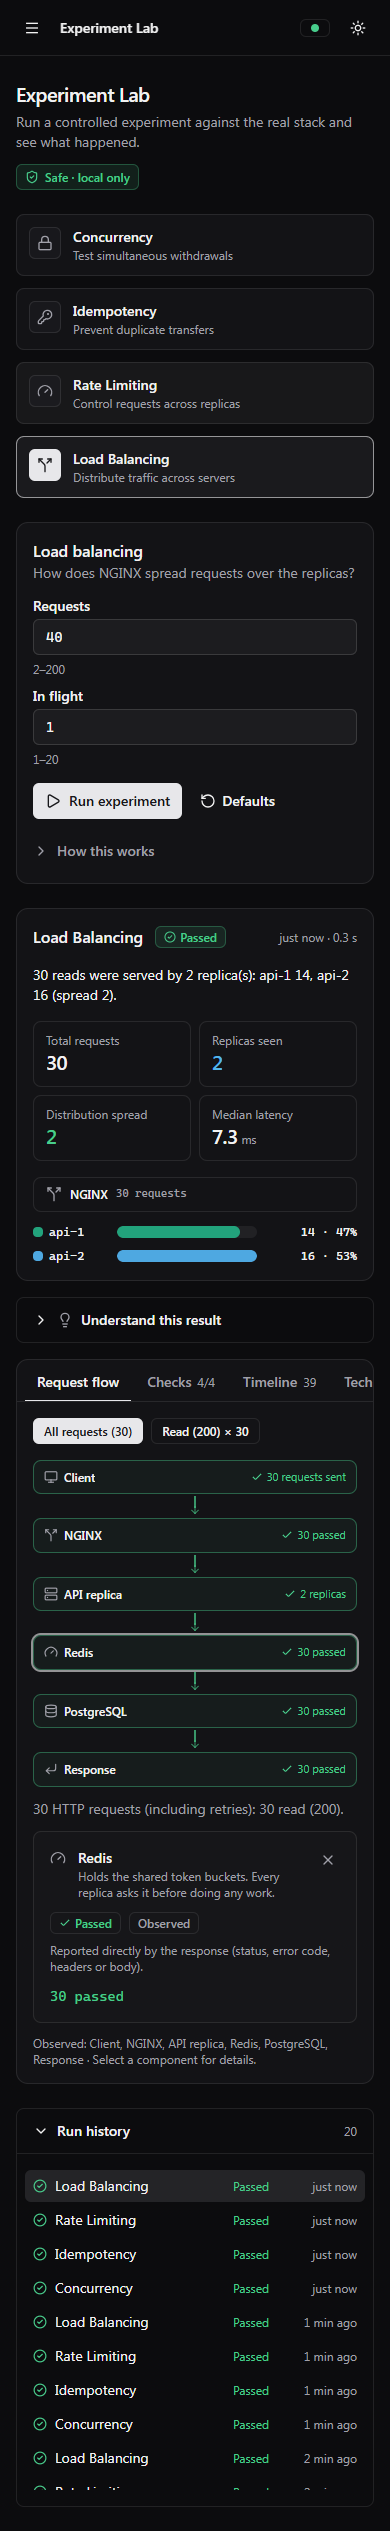 Experiment Lab
Experiment Lab
Run a controlled experiment against the real stack and
see what happened.
Safe · local only
Concurrency
Test simultaneous withdrawals
Idempotency
Prevent duplicate transfers
Rate Limiting
Control requests across replicas
Load Balancing
Distribute traffic across servers
Load balancing
How does NGINX spread requests over the replicas?
Requests
40
2–200
In flight
1
1–20
Run experiment
Defaults
How this works
Load Balancing
Passed
just now · 0.3 s
30 reads were served by 2 replica(s): api-1 14, api-2
16 (spread 2).
Total requests
30
Replicas seen
2
Distribution spread
2
Median latency
7.3 ms
NGINX 30 requests
api-1 14 · 47%
api-2 16 · 53%
Understand this result
Request flow Checks 4/4 Timeline 39 Tech
All requests (30) Read (200) × 30
Client 30 requests sent
NGINX 30 passed
API replica 2 replicas
Redis 30 passed
PostgreSQL 30 passed
Response 30 passed
30 HTTP requests (including retries): 30 read (200).
Redis
Holds the shared token buckets. Every
replica asks it before doing any work.
Passed Observed
Reported directly by the response (status, error code,
headers or body).
30 passed
Observed: Client, NGINX, API replica, Redis, PostgreSQL,
Response · Select a component for details.
Run history 20
Load Balancing Passed just now
Rate Limiting Passed just now
Idempotency Passed just now
Concurrency Passed just now
Load Balancing Passed 1 min ago
Rate Limiting Passed 1 min ago
Idempotency Passed 1 min ago
Concurrency Passed 1 min ago
Load Balancing Passed 2 min ago